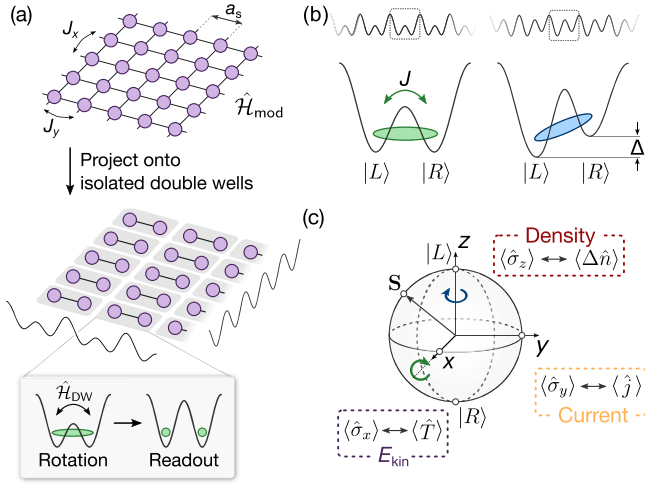 (a)
a_s
J_x
J_y
Ĥ_mod
Project onto
isolated double wells
Ĥ_DW
Rotation
Readout
(b)
J
|L⟩
|R⟩
Δ
|L⟩
|R⟩
(c)
|L⟩
z
Density
⟨σ̂_z⟩ ↔ ⟨Δn̂⟩
S
x
y
⟨σ̂_y⟩ ↔ ⟨ĵ⟩
Current
|R⟩
⟨σ̂_x⟩ ↔ ⟨T̂⟩
E_kin